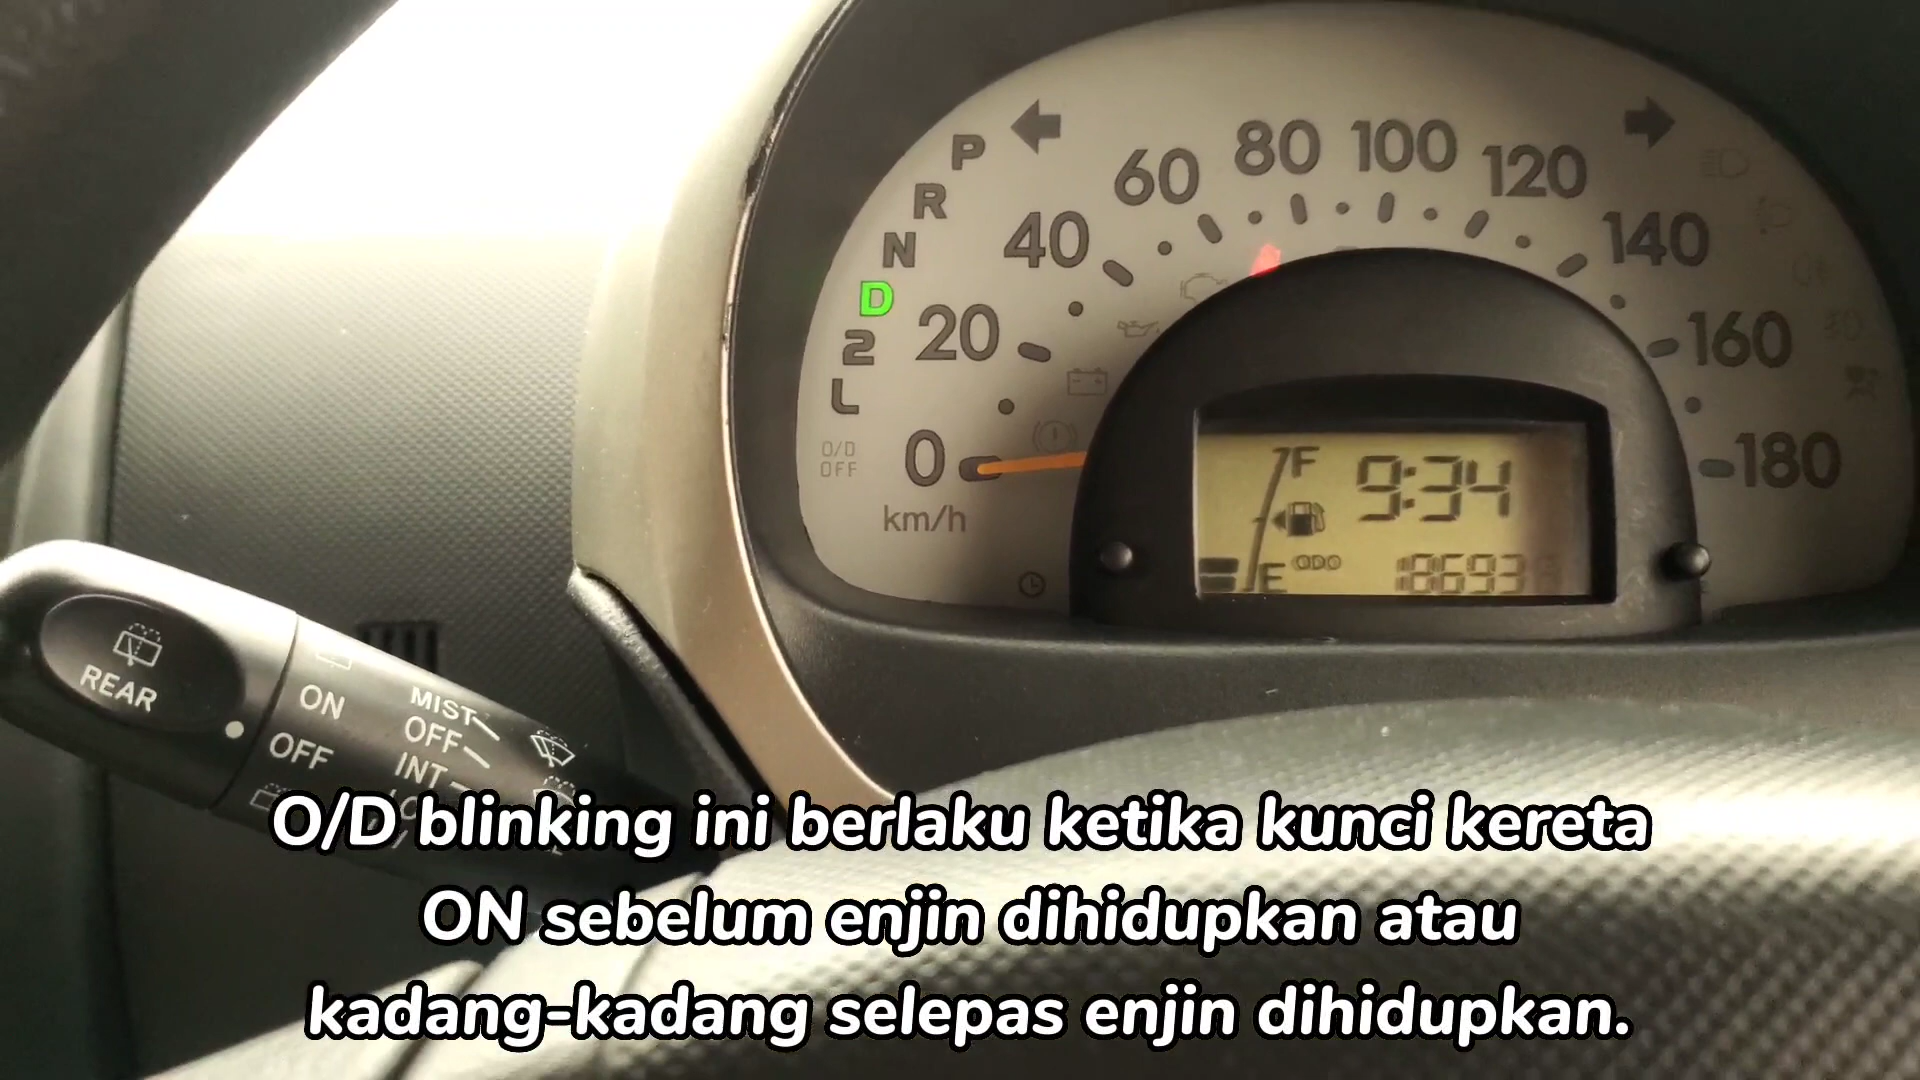 P
R
N
D
2
L
O/D
OFF
0
20
40
60
80
100
120
140
160
180
km/h
F
9:34
E
ODO
REAR
ON
OFF
MIST
OFF
INT
O/D blinking ini berlaku ketika kunci kereta
ON sebelum enjin dihidupkan atau
kadang-kadang selepas enjin dihidupkan.